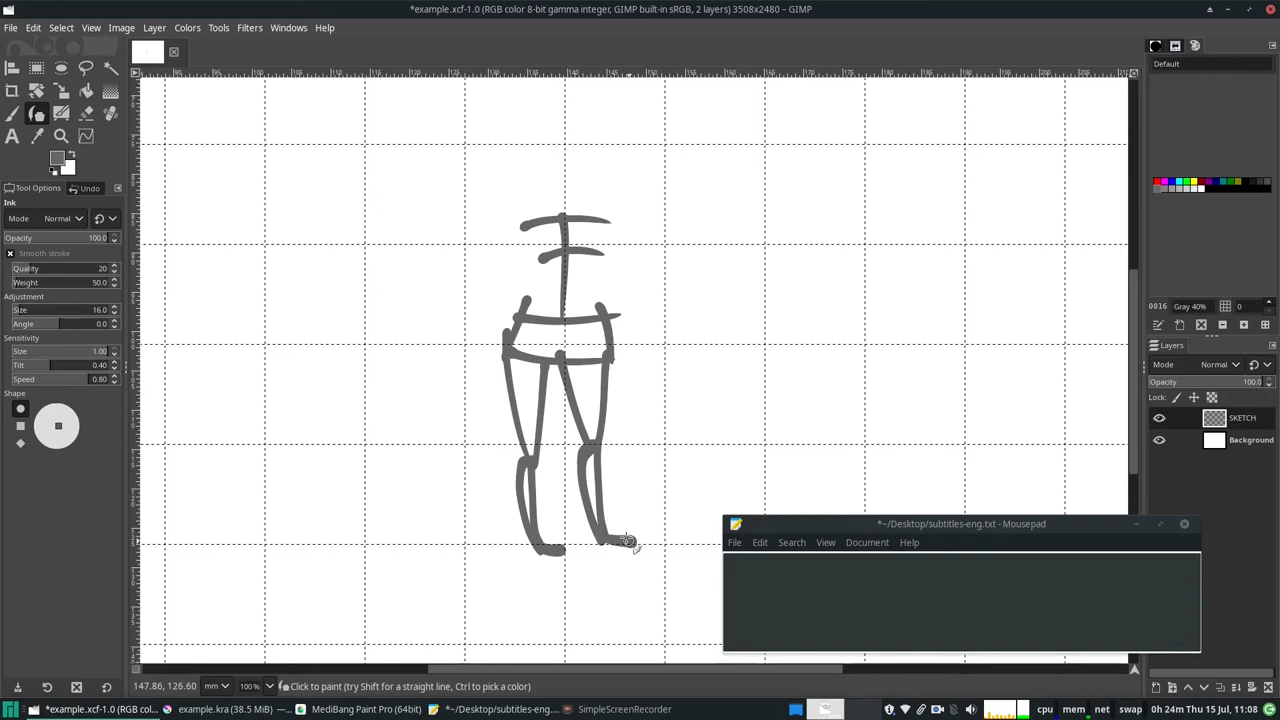 *example.xcf-1.0 (RGB color 8-bit gamma integer, GIMP built-in sRGB, 2 layers) 3508x2480 – GIMP
File Edit Select View Image Layer Colors Tools Filters Windows Help
Default
Tool Options Undo
Ink
Mode Normal
Opacity 100.0
Smooth stroke
Quality 20
Weight 50.0
Adjustment
Size 16.0
Angle 0.0
Sensitivity
Size 1.00
Tilt 0.40
Speed 0.80
Shape
0016 Gray 40% 0
Layers
Mode Normal
Opacity 100.0
Lock:
SKETCH
Background
*~/Desktop/subtitles-eng.txt - Mousepad
File Edit Search View Document Help
147.86, 126.60 mm 100% Click to paint (try Shift for a straight line, Ctrl to pick a color)
*example.xcf-1.0 (RGB col... example.kra (38.5 MiB) —... MediBang Paint Pro (64bit) *~/Desktop/subtitles-eng.... SimpleScreenRecorder cpu mem net swap 0h 24m Thu 15 Jul, 11:08